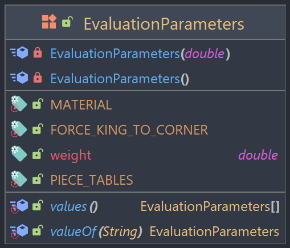 EvaluationParameters
EvaluationParameters(double)
EvaluationParameters()
MATERIAL
FORCE_KING_TO_CORNER
weight double
PIECE_TABLES
values() EvaluationParameters[]
valueOf(String) EvaluationParameters